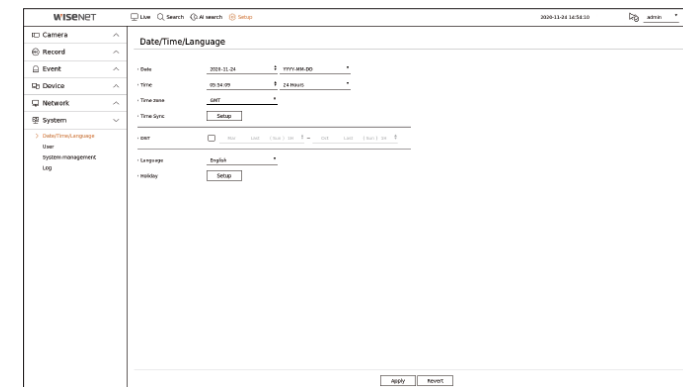 WISENET Live Search AI search Setup 2020-11-24 14:54:10 admin
Camera
Record
Event
Device
Network
System
Date/Time/Language
User
System management
Log
Date/Time/Language
Date 2020-11-24 YYYY-MM-DD
Time 05:54:09 24 Hours
Time zone GMT
Time Sync Setup
DST
Language English
Holiday Setup
Apply Revert